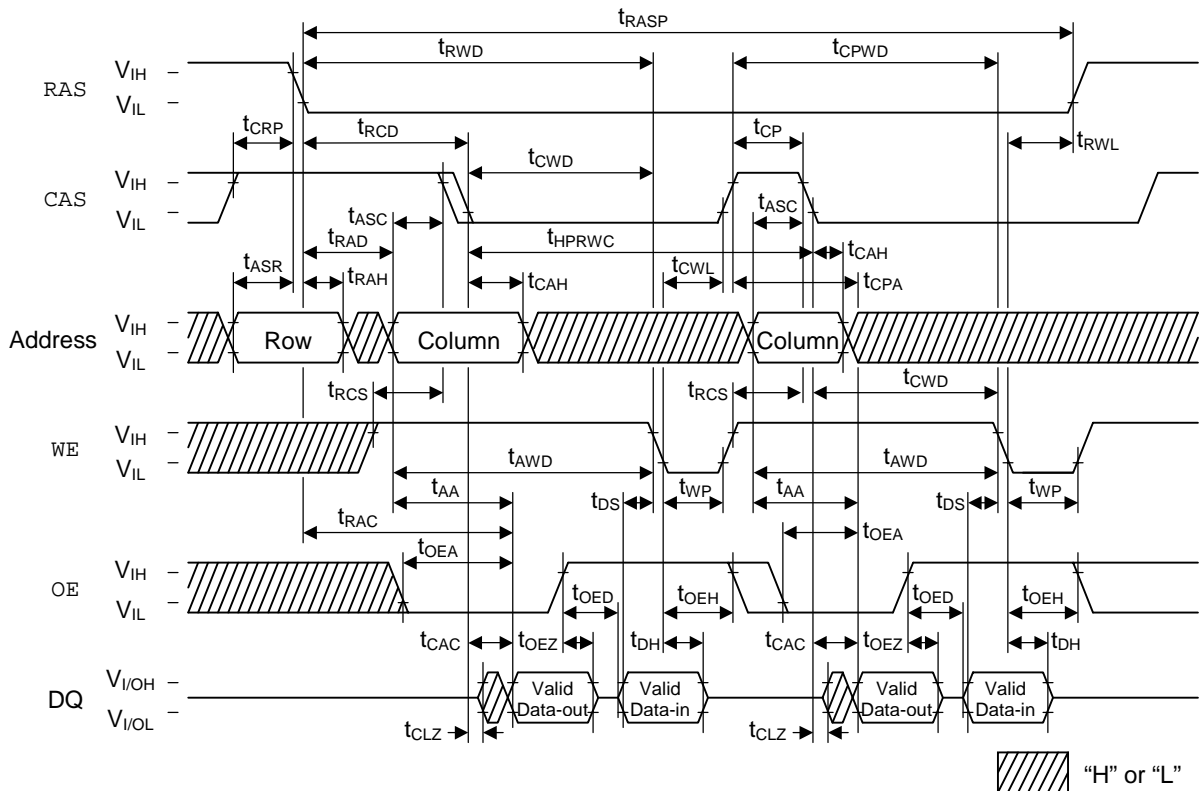 tRASP
tRWD tCPWD
RAS VIH
VIL
tCRP tRCD tCP tRWL
tCWD
CAS VIH
VIL
tASC tASC
tRAD tHPRWC tCAH
tASR tRAH tCAH tCWL tCPA
Address VIH
VIL
Row Column Column
tRCS tRCS tCWD
WE VIH
VIL
tAWD tAWD
tAA tDS tWP tAA tDS tWP
tRAC tOEA
tOEA
OE VIH
VIL
tOED tOEH tOED tOEH
tCAC tOEZ tDH tCAC tOEZ tDH
DQ VI/OH
VI/OL
Valid Data-out
Valid Data-in
Valid Data-out
Valid Data-in
tCLZ tCLZ
“H” or “L”